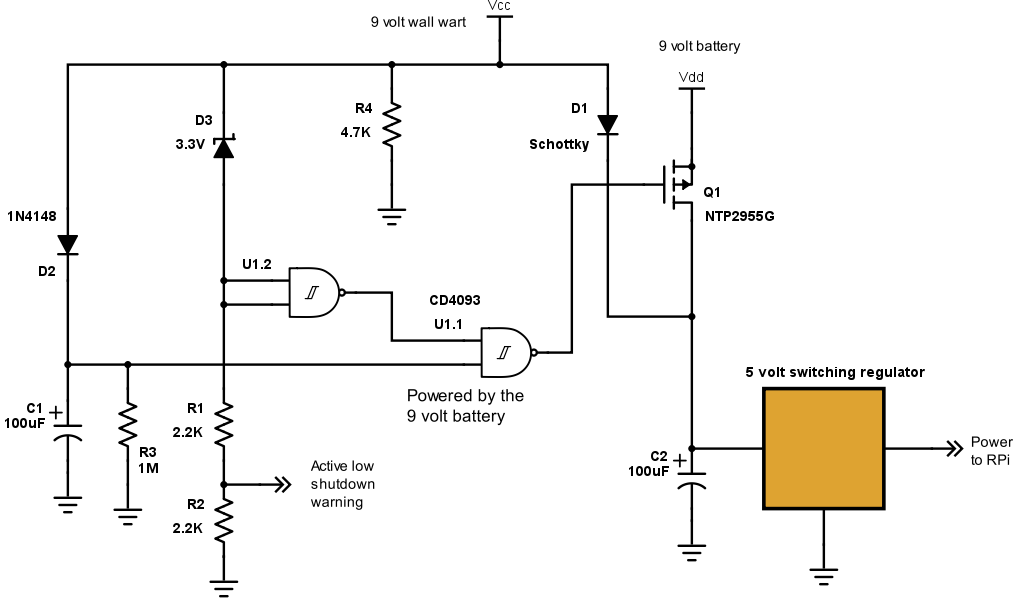 Vcc
9 volt wall wart
9 volt battery
Vdd
D3
3.3V
R4
4.7K
D1
Schottky
Q1
NTP2955G
1N4148
D2
U1.2
CD4093
U1.1
Powered by the
9 volt battery
5 volt switching regulator
C1
+
100uF
R3
1M
R1
2.2K
Active low
shutdown
warning
R2
2.2K
C2
+
100uF
Power
to RPi